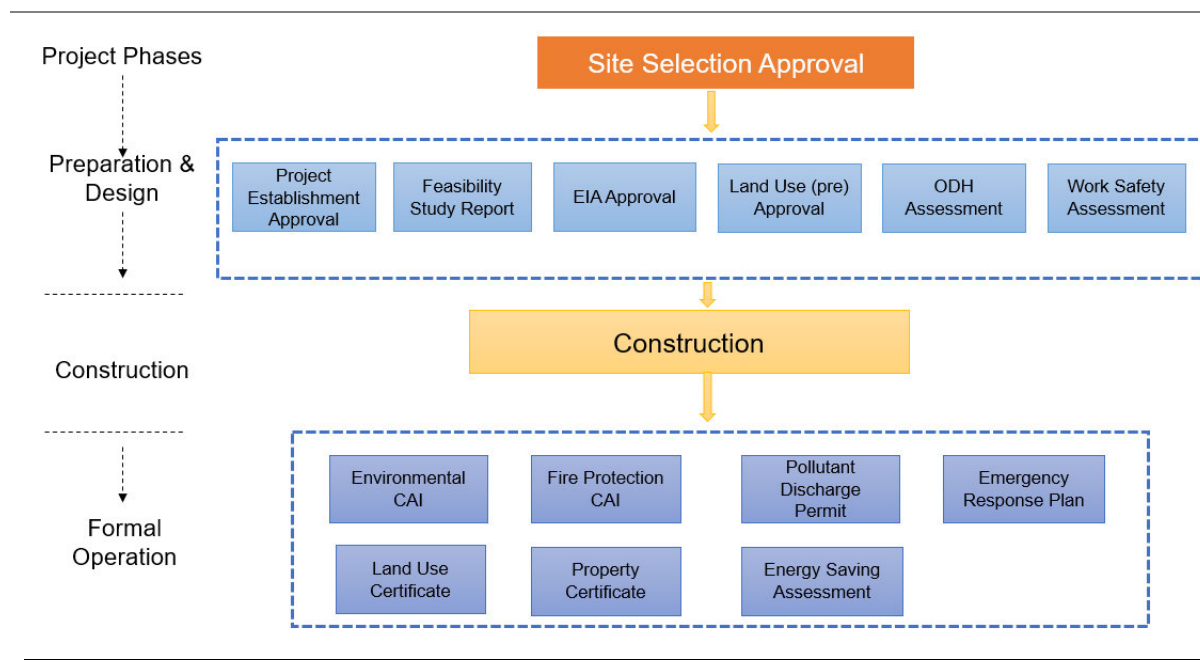 Project Phases
Site Selection Approval
Preparation &
Design
Project
Establishment
Approval
Feasibility
Study Report
EIA Approval
Land Use (pre)
Approval
ODH
Assessment
Work Safety
Assessment
Construction
Construction
Formal
Operation
Environmental
CAI
Fire Protection
CAI
Pollutant
Discharge
Permit
Emergency
Response Plan
Land Use
Certificate
Property
Certificate
Energy Saving
Assessment